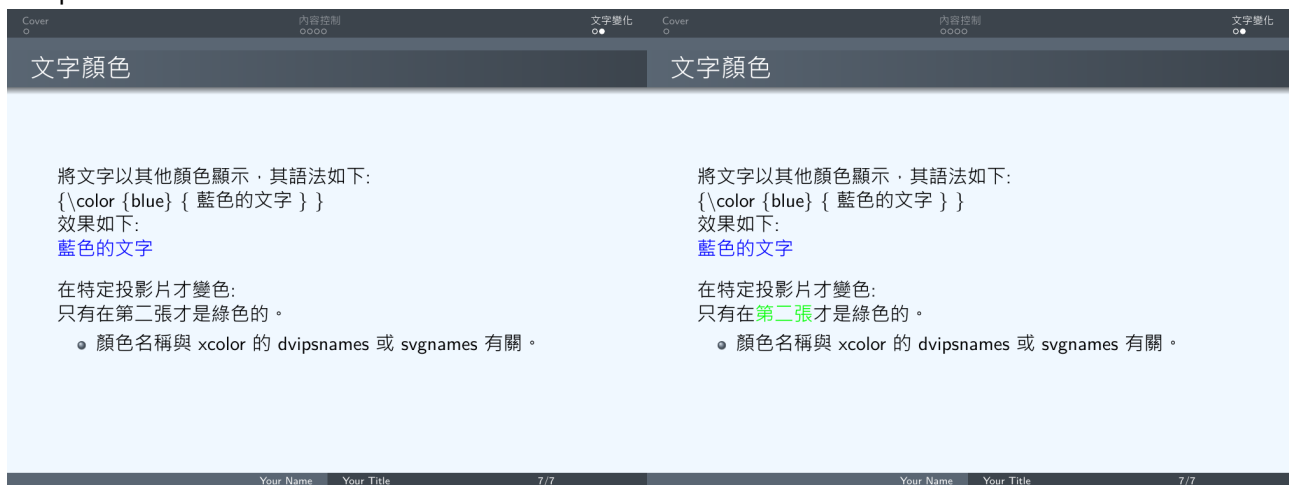 Cover
內容控制
文字變化
文字顏色
將文字以其他顏色顯示，其語法如下:
{\color {blue} { 藍色的文字 } }
效果如下:
藍色的文字
在特定投影片才變色:
只有在第二張才是綠色的。
顏色名稱與 xcolor 的 dvipsnames 或 svgnames 有關。
Your Name Your Title 7/7
Cover
內容控制
文字變化
文字顏色
將文字以其他顏色顯示，其語法如下:
{\color {blue} { 藍色的文字 } }
效果如下:
藍色的文字
在特定投影片才變色:
只有在第二張才是綠色的。
顏色名稱與 xcolor 的 dvipsnames 或 svgnames 有關。
Your Name Your Title 7/7